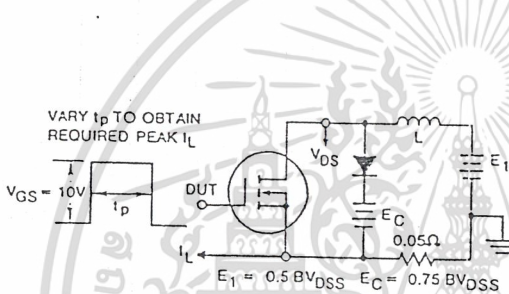 VARY tp TO OBTAIN
REQUIRED PEAK IL
VGS = 10V
tp
DUT
VDS
L
E1
EC
0.05Ω
IL
E1 = 0.5 BVDSS EC = 0.75 BVDSS